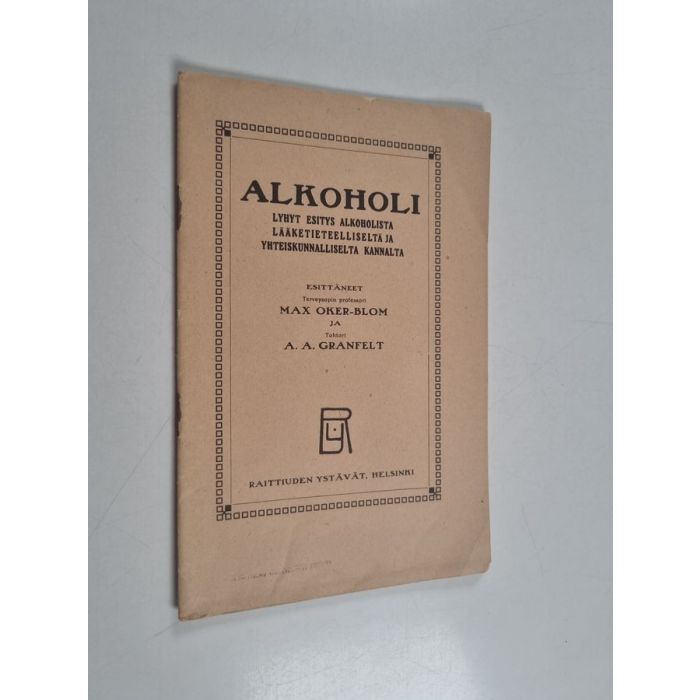 ALKOHOLI
LYHYT ESITYS ALKOHOLISTA
LÄÄKETIETEELLISELTÄ JA
YHTEISKUNNALLISELTA KANNALTA
ESITTÄNEET
Terveysopin professori
MAX OKER-BLOM
JA
Tohtori
A. A. GRANFELT
RAITTIUDEN YSTÄVÄT, HELSINKI